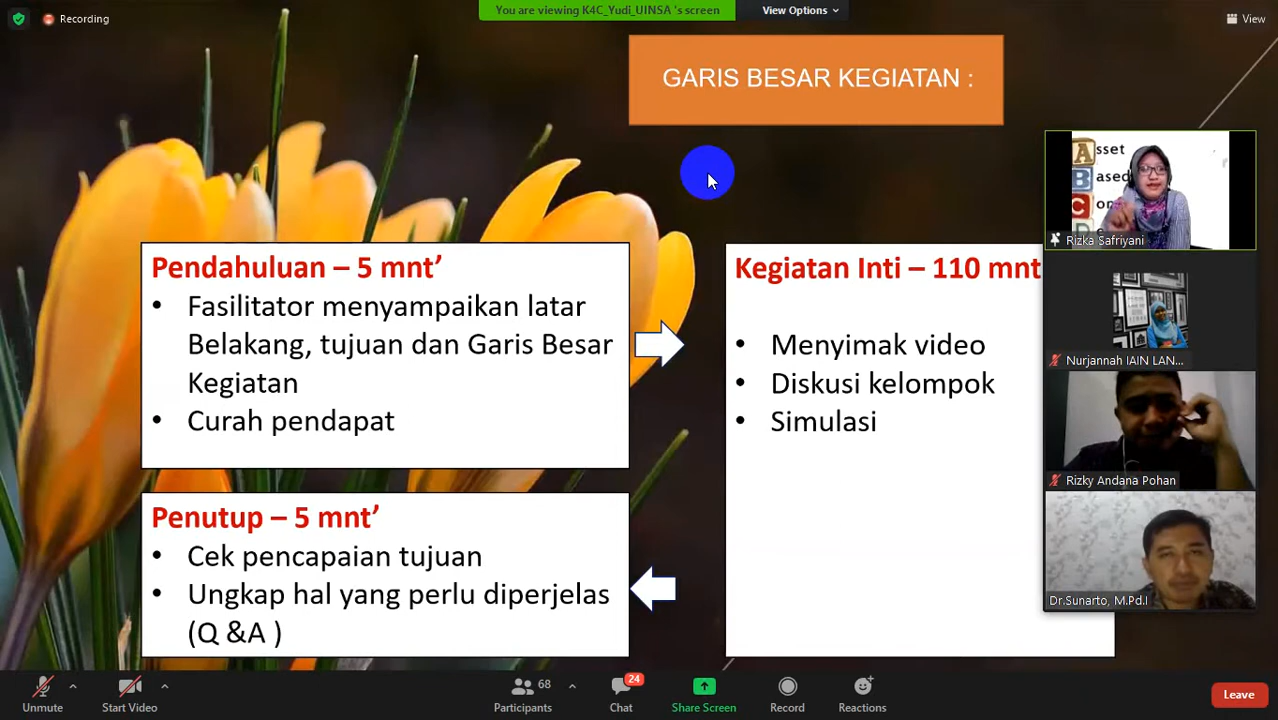 Recording
You are viewing K4C_Yudi_UINSA 's screen
View Options
View
GARIS BESAR KEGIATAN :
Pendahuluan – 5 mnt’
• Fasilitator menyampaikan latar
Belakang, tujuan dan Garis Besar
Kegiatan
• Curah pendapat
Kegiatan Inti – 110 mnt
• Menyimak video
• Diskusi kelompok
• Simulasi
Penutup – 5 mnt’
• Cek pencapaian tujuan
• Ungkap hal yang perlu diperjelas
(Q &A )
Asset
Based
Rizka Safriyani
Nurjannah IAIN LAN...
Rizky Andana Pohan
Dr.Sunarto, M.Pd.I
Unmute
Start Video
68
Participants
24
Chat
Share Screen
Record
Reactions
Leave